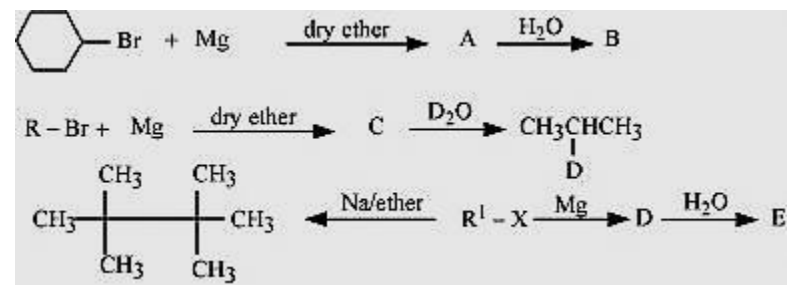 Br + Mg dry ether A H₂O B
R – Br + Mg dry ether C D₂O CH₃CHCH₃
D
CH₃ CH₃
CH₃ CH₃ Na/ether Rᴵ – X Mg D H₂O E
CH₃ CH₃